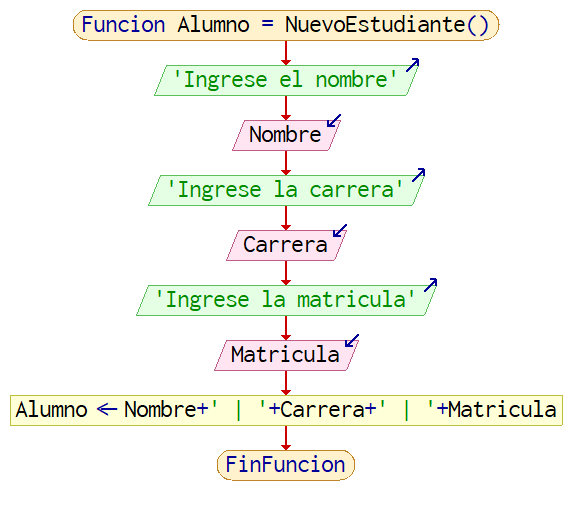 Funcion Alumno = NuevoEstudiante()
'Ingrese el nombre'
Nombre
'Ingrese la carrera'
Carrera
'Ingrese la matricula'
Matricula
Alumno ← Nombre+' | '+Carrera+' | '+Matricula
FinFuncion